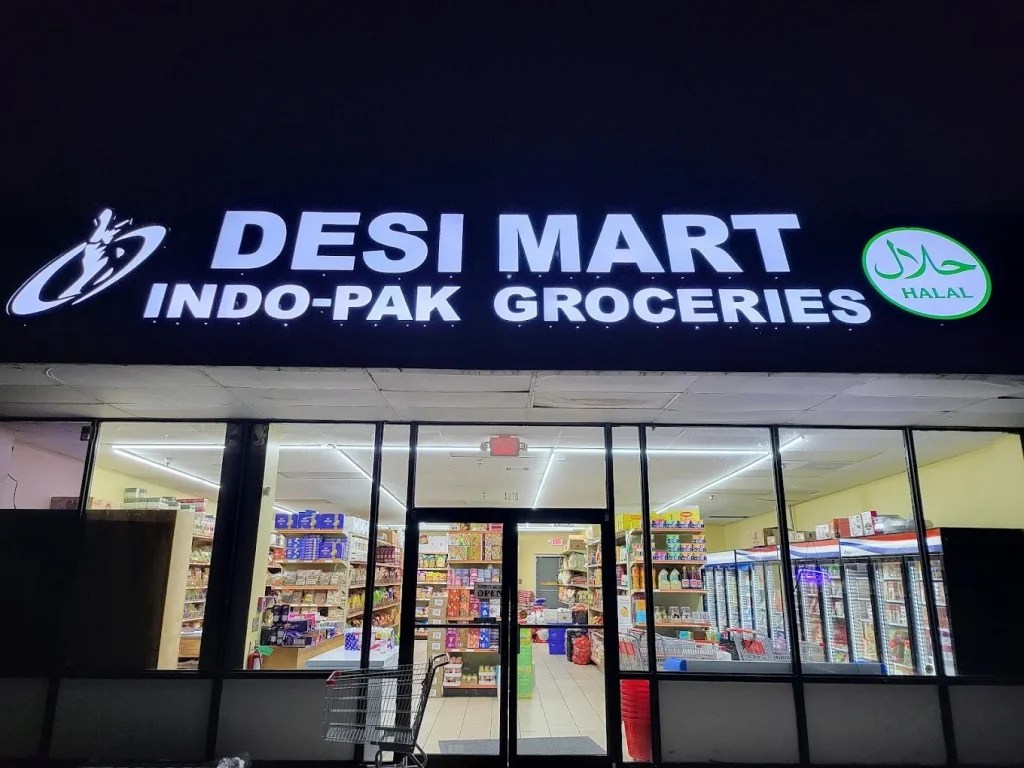 DESI MART
INDO-PAK GROCERIES
حلال
HALAL
OPEN